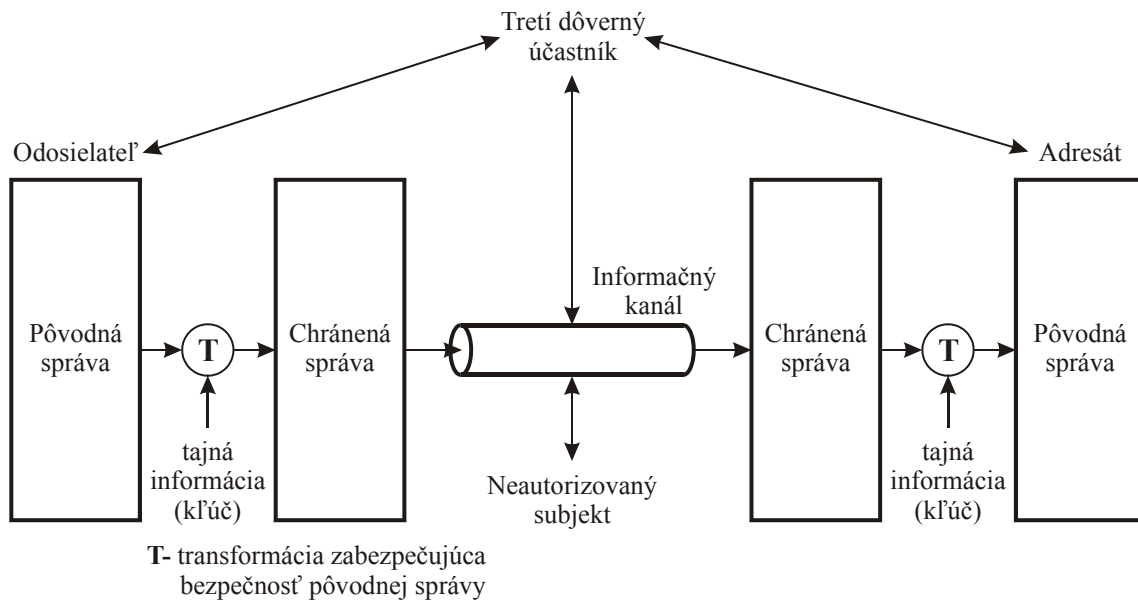 Tretí dôverný
účastník
Odosielateľ
Adresát
Informačný
kanál
Pôvodná
správa
T
Chránená
správa
Chránená
správa
T
Pôvodná
správa
tajná
informácia
(kľúč)
Neautorizovaný
subjekt
tajná
informácia
(kľúč)
T- transformácia zabezpečujúca
bezpečnosť pôvodnej správy